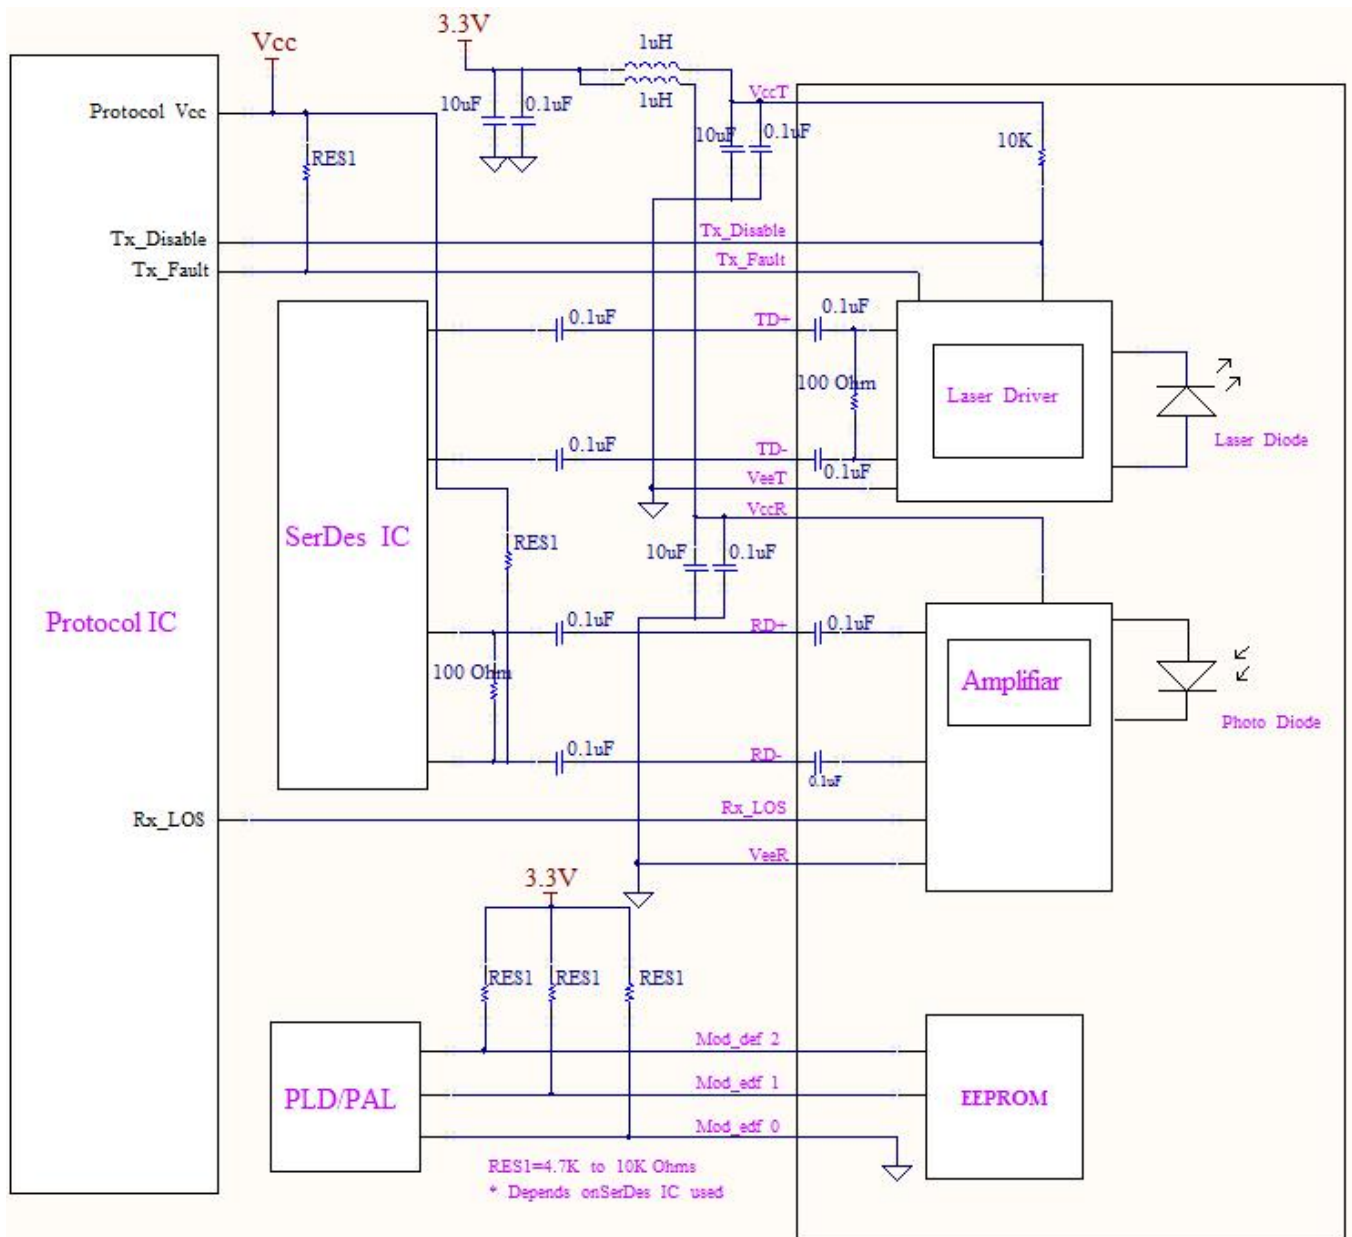 3.3V
1uH
Vcc
1uH
VccT
Protocol Vcc
10uF
0.1uF
10uF
0.1uF
10K
RES1
Tx_Disable
Tx_Disable
Tx_Fault
Tx_Fault
0.1uF
0.1uF
TD+
100 Ohm
Laser Driver
Laser Diode
0.1uF
TD-
0.1uF
VeeT
VccR
SerDes IC
RES1
10uF
0.1uF
Protocol IC
0.1uF
RD+
0.1uF
100 Ohm
Amplifiar
Photo Diode
0.1uF
RD-
0.1uF
Rx_LOS
Rx_LOS
VeeR
3.3V
RES1
RES1
RES1
Mod_def 2
PLD/PAL
Mod_edf 1
EEPROM
Mod_edf 0
RES1=4.7K to 10K Ohms
* Depends onSerDes IC used